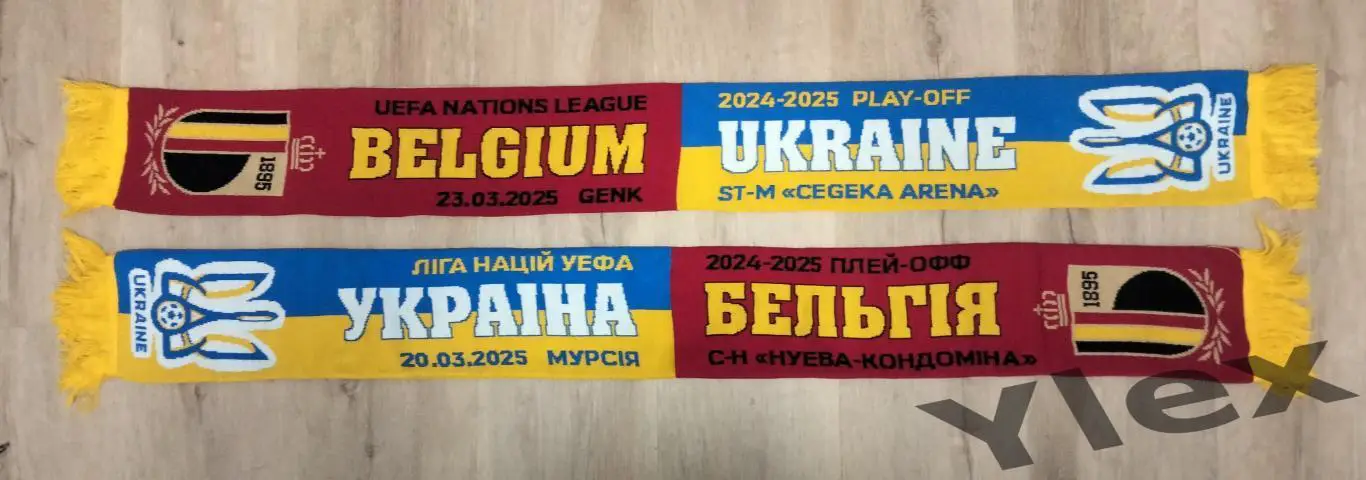 UEFA NATIONS LEAGUE
BELGIUM
23.03.2025 GENK
1895
2024-2025 PLAY-OFF
UKRAINE
ST-M «CEGEKA ARENA»
UKRAINE
UKRAINE
ЛІГА НАЦІЙ УЕФА
УКРАЇНА
20.03.2025 МУРСІЯ
2024-2025 ПЛЕЙ-ОФФ
БЕЛЬГІЯ
С-Н «НУЕВА-КОНДОМІНА»
1895
Ylex